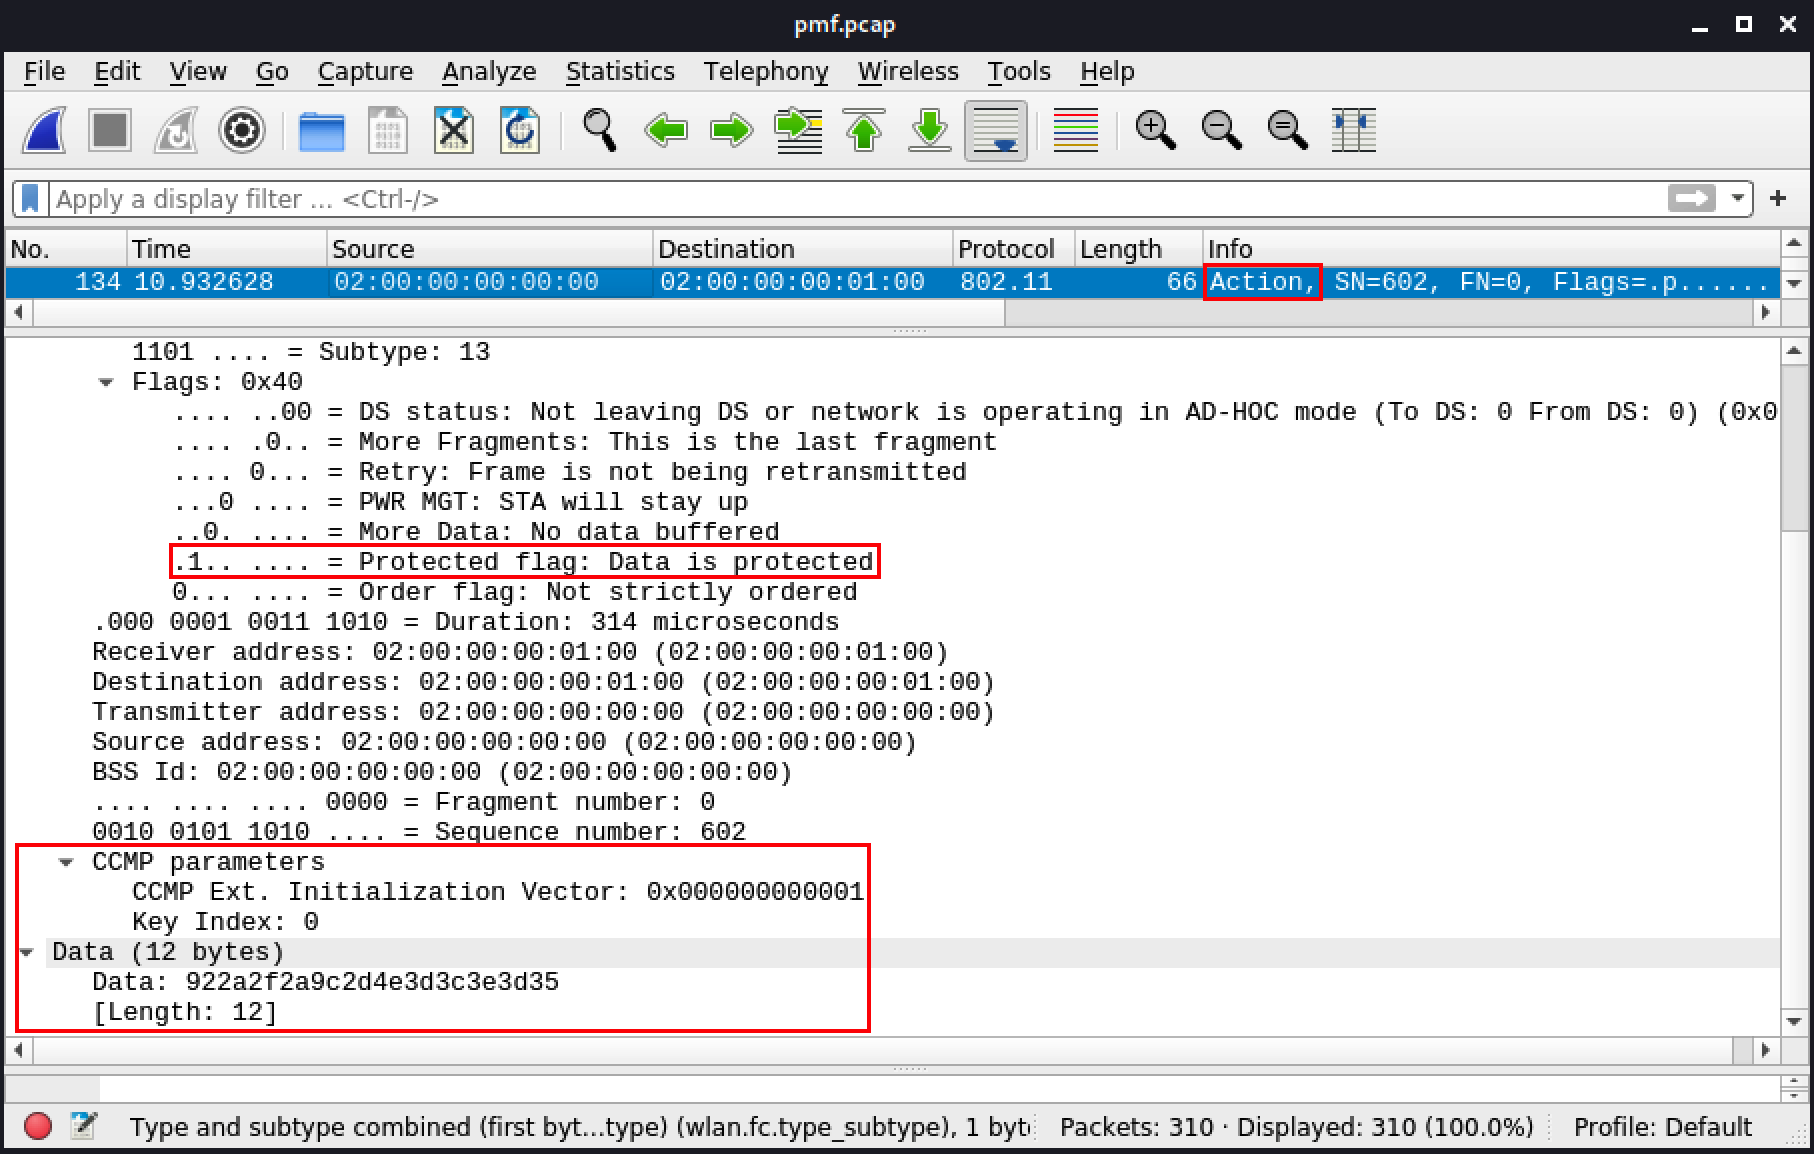 pmf.pcap
File Edit View Go Capture Analyze Statistics Telephony Wireless Tools Help
Apply a display filter ... <Ctrl-/>
No. Time Source Destination Protocol Length Info
134 10.932628 02:00:00:00:00:00 02:00:00:00:01:00 802.11 66 Action, SN=602, FN=0, Flags=.p......
1101 .... = Subtype: 13
Flags: 0x40
.... ..00 = DS status: Not leaving DS or network is operating in AD-HOC mode (To DS: 0 From DS: 0) (0x0
.... .0.. = More Fragments: This is the last fragment
.... 0... = Retry: Frame is not being retransmitted
...0 .... = PWR MGT: STA will stay up
..0. .... = More Data: No data buffered
.1.. .... = Protected flag: Data is protected
0... .... = Order flag: Not strictly ordered
.000 0001 0011 1010 = Duration: 314 microseconds
Receiver address: 02:00:00:00:01:00 (02:00:00:00:01:00)
Destination address: 02:00:00:00:01:00 (02:00:00:00:01:00)
Transmitter address: 02:00:00:00:00:00 (02:00:00:00:00:00)
Source address: 02:00:00:00:00:00 (02:00:00:00:00:00)
BSS Id: 02:00:00:00:00:00 (02:00:00:00:00:00)
.... .... .... 0000 = Fragment number: 0
0010 0101 1010 .... = Sequence number: 602
CCMP parameters
CCMP Ext. Initialization Vector: 0x000000000001
Key Index: 0
Data (12 bytes)
Data: 922a2f2a9c2d4e3d3c3e3d35
[Length: 12]
Type and subtype combined (first byt...type) (wlan.fc.type_subtype), 1 byt Packets: 310 · Displayed: 310 (100.0%) Profile: Default